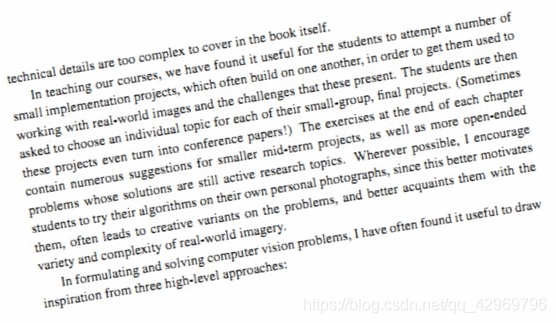 technical details are too complex to cover in the book itself.
In teaching our courses, we have found it useful for the students to attempt a number of
small implementation projects, which often build on one another, in order to get them used to
working with real-world images and the challenges that these present. The students are then
asked to choose an individual topic for each of their small-group, final projects. (Sometimes
these projects even turn into conference papers!) The exercises at the end of each chapter
contain numerous suggestions for smaller mid-term projects, as well as more open-ended
problems whose solutions are still active research topics. Wherever possible, I encourage
students to try their algorithms on their own personal photographs, since this better motivates
them, often leads to creative variants on the problems, and better acquaints them with the
variety and complexity of real-world imagery.
In formulating and solving computer vision problems, I have often found it useful to draw
inspiration from three high-level approaches:
https://blog.csdn.net/qq_42969796